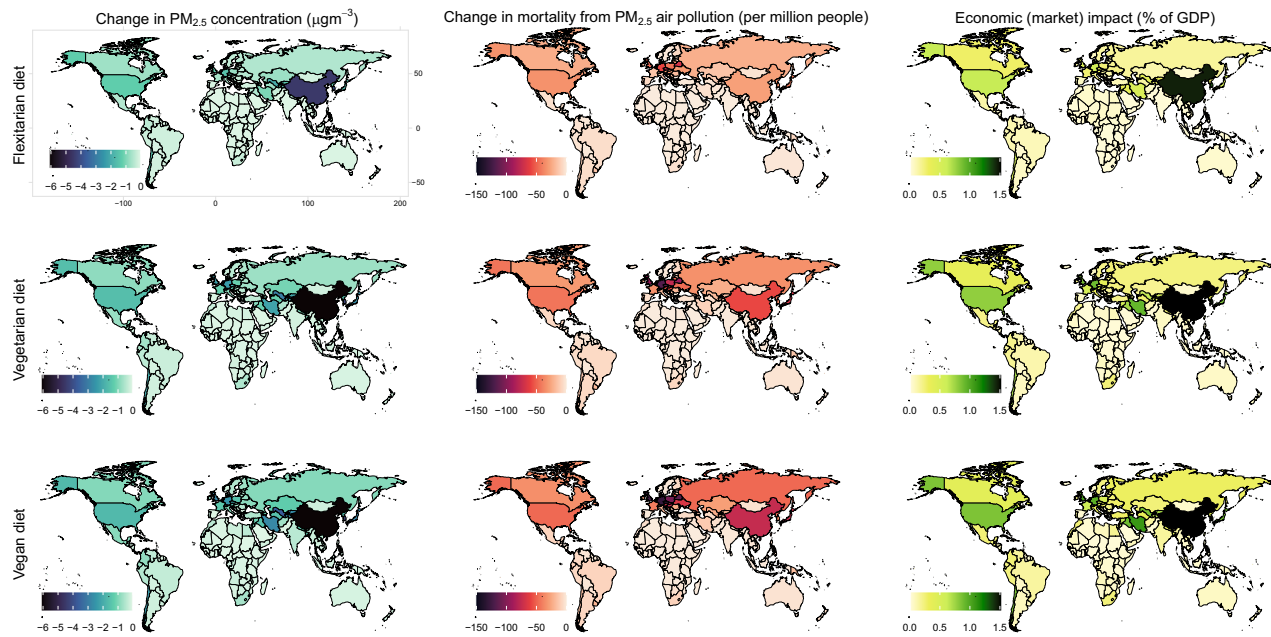 Change in PM2.5 concentration (μgm−3)
Change in mortality from PM2.5 air pollution (per million people)
Economic (market) impact (% of GDP)
Flexitarian diet
50
0
−50
−6 −5 −4 −3 −2 −1 0
−150 −100 −50 0
0.0 0.5 1.0 1.5
−100 0 100 200
Vegetarian diet
−6 −5 −4 −3 −2 −1 0
−150 −100 −50 0
0.0 0.5 1.0 1.5
Vegan diet
−6 −5 −4 −3 −2 −1 0
−150 −100 −50 0
0.0 0.5 1.0 1.5